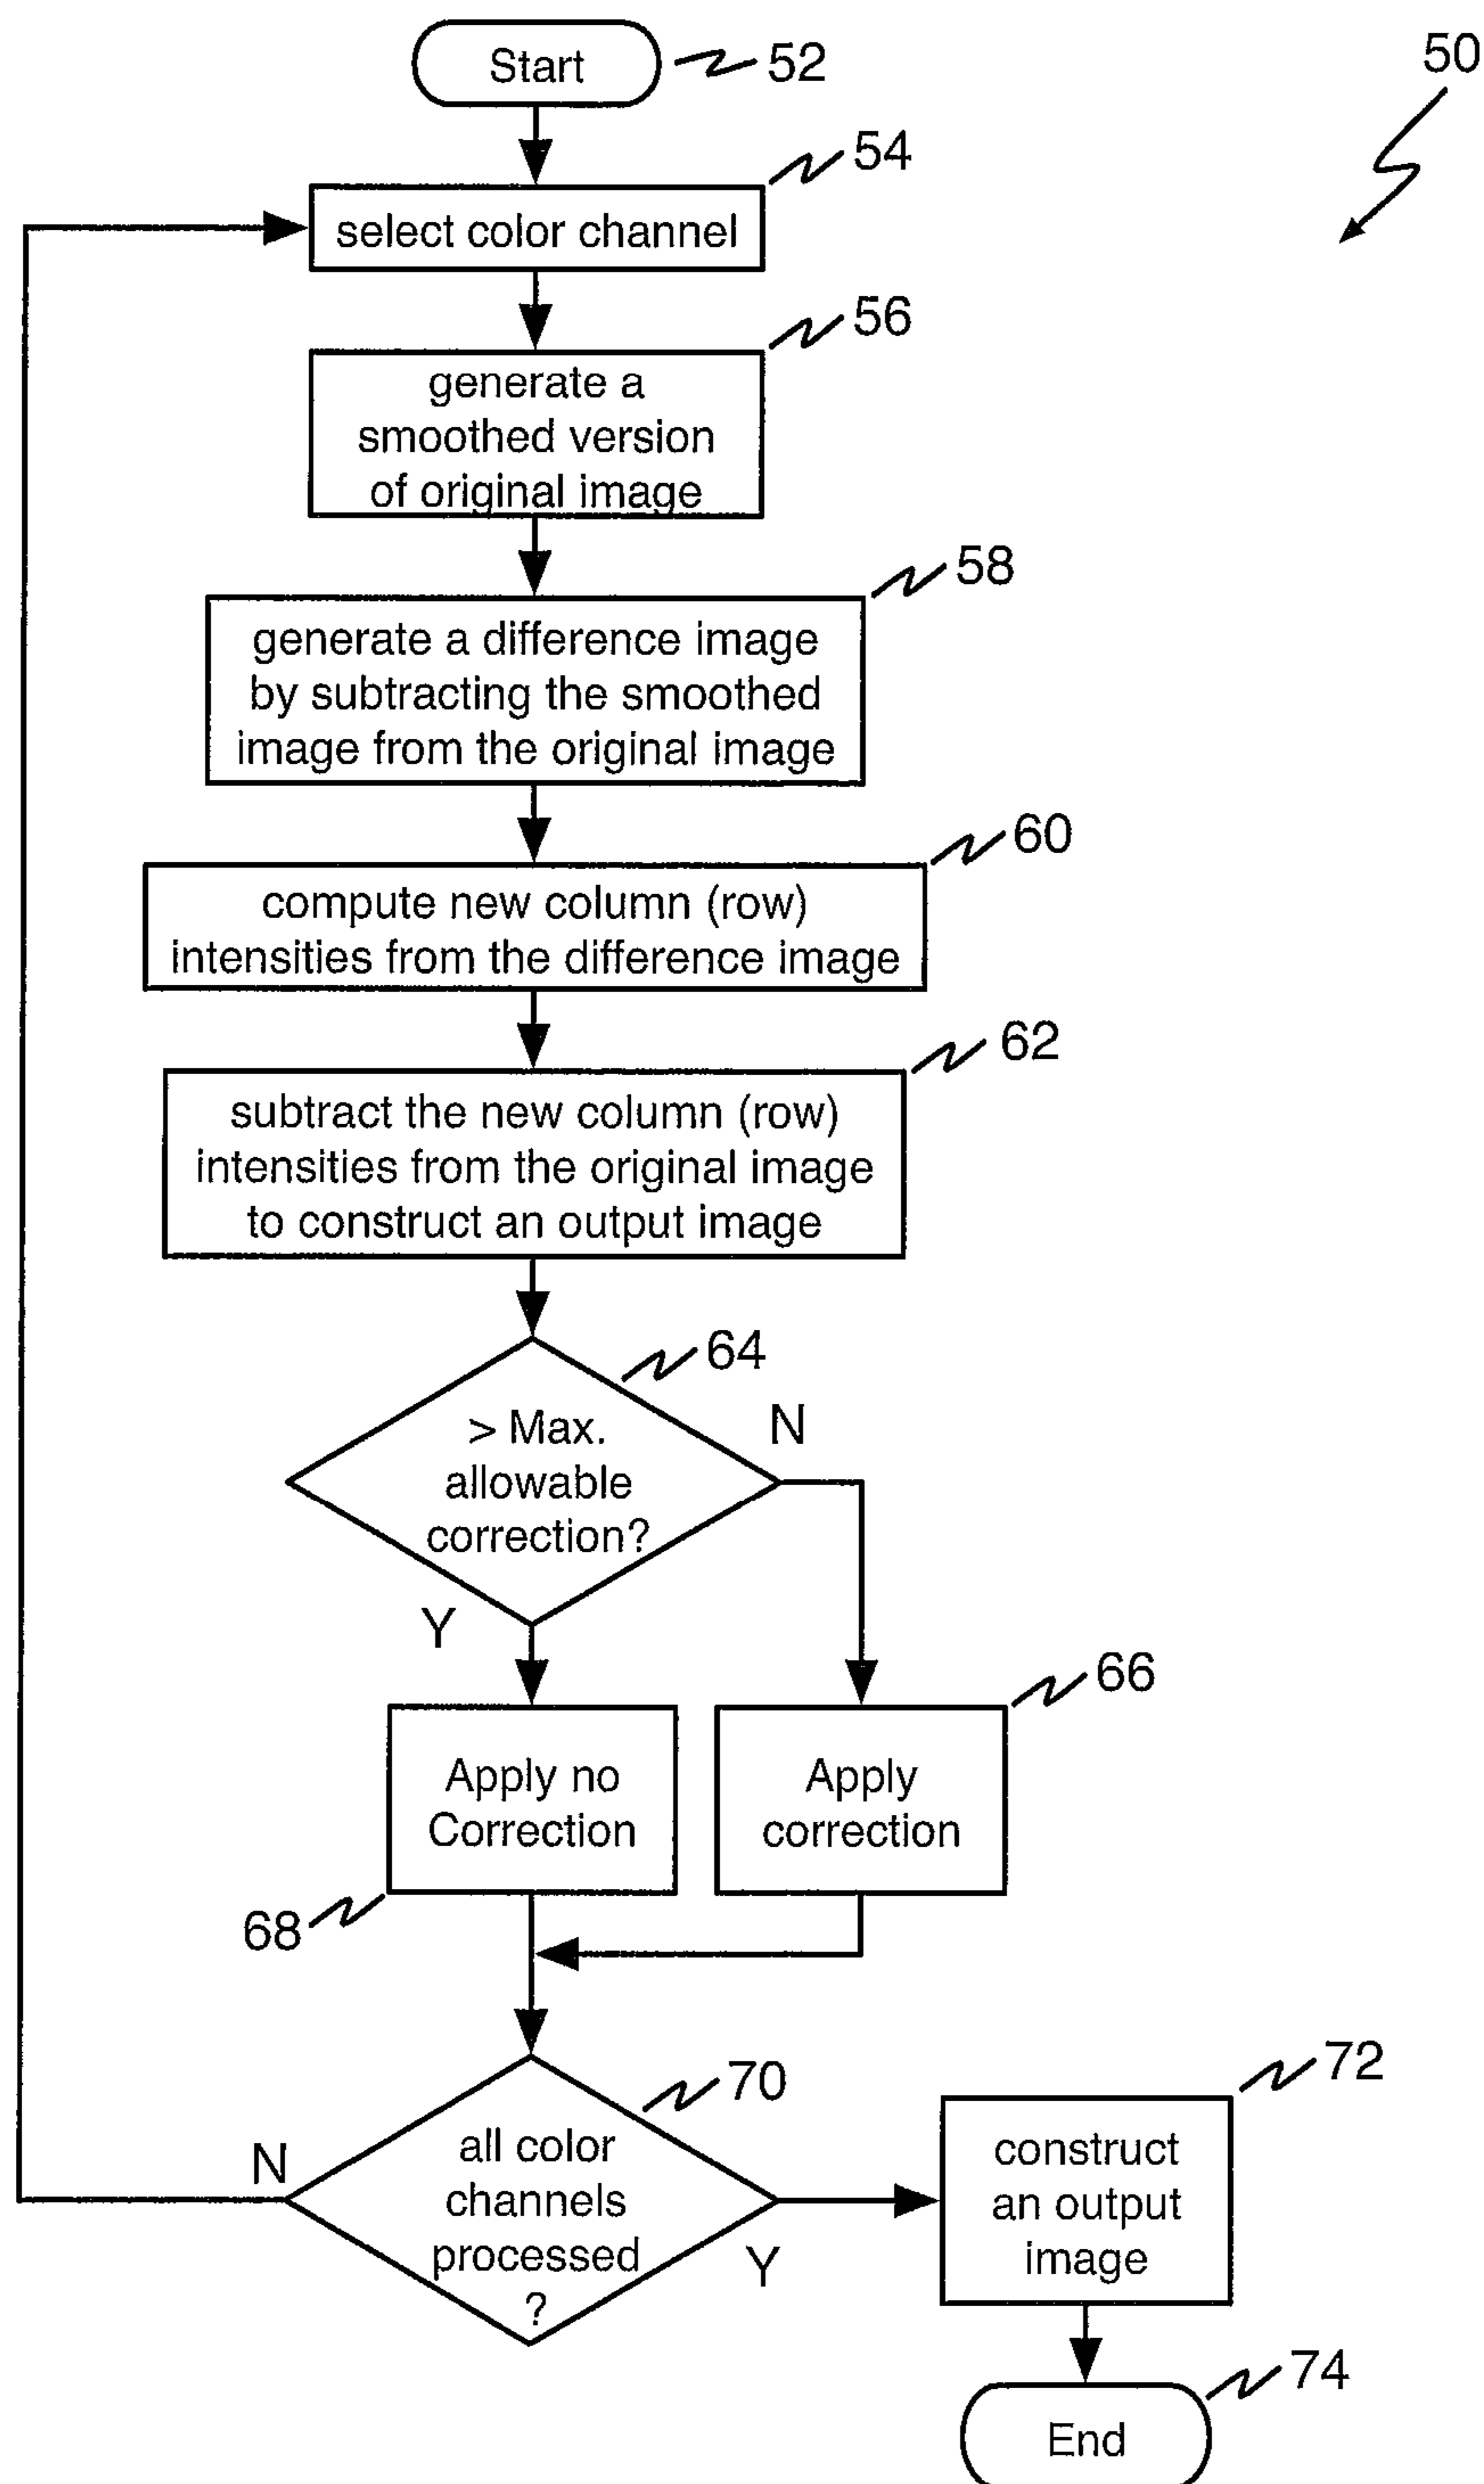 Start
52
50
54
select color channel
56
generate a
smoothed version
of original image
58
generate a difference image
by subtracting the smoothed
image from the original image
60
compute new column (row)
intensities from the difference image
62
subtract the new column (row)
intensities from the original image
to construct an output image
64
> Max.
allowable
correction?
N
Y
66
Apply no
Correction
Apply
correction
68
70
72
all color
channels
processed
?
N
Y
construct
an output
image
74
End